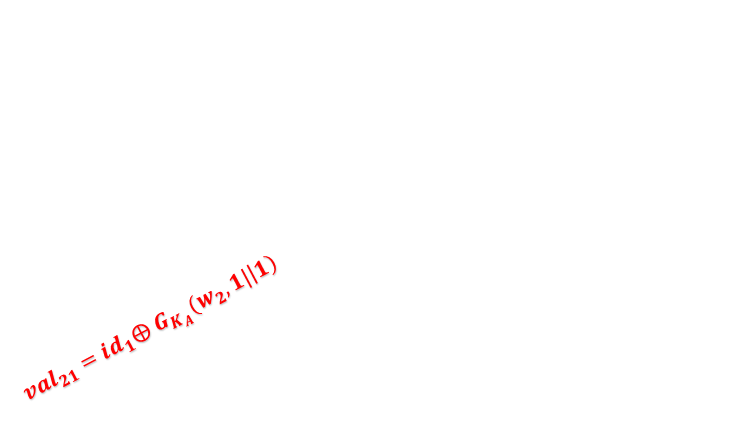 val₂₁ = id₁⊕ G_{K_A}(w₂, 1||1)